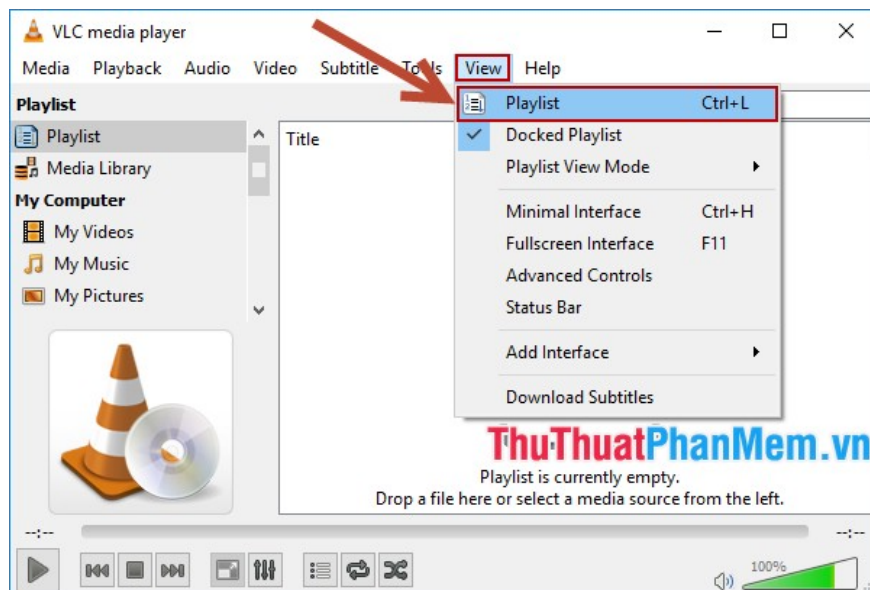 VLC media player
Media Playback Audio Video Subtitle Tools View Help
Playlist
Playlist
Media Library
My Computer
My Videos
My Music
My Pictures
Title
Playlist Ctrl+L
Docked Playlist
Playlist View Mode
Minimal Interface Ctrl+H
Fullscreen Interface F11
Advanced Controls
Status Bar
Add Interface
Download Subtitles
ThuThuatPhanMem.vn
Playlist is currently empty.
Drop a file here or select a media source from the left.
--:-- --:--
100%